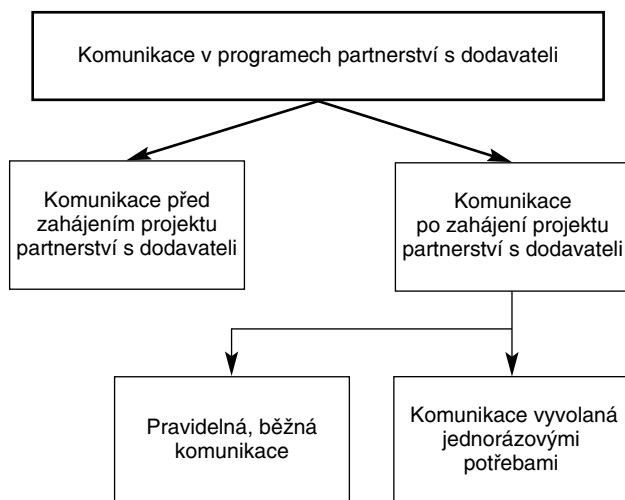 Komunikace v programech partnerství s dodavateli
Komunikace před
zahájením projektu
partnerství s dodavateli
Komunikace
po zahájení projektu
partnerství s dodavateli
Pravidelná, běžná
komunikace
Komunikace vyvolaná
jednorázovými
potřebami